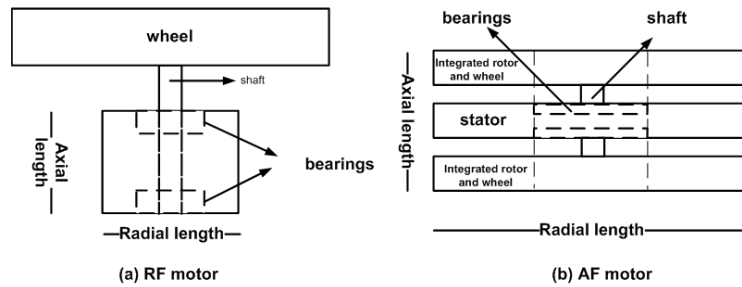 wheel
shaft
Axial
length
bearings
Radial length
(a) RF motor
bearings
shaft
Axial length
Integrated rotor
and wheel
stator
Integrated rotor
and wheel
Radial length
(b) AF motor